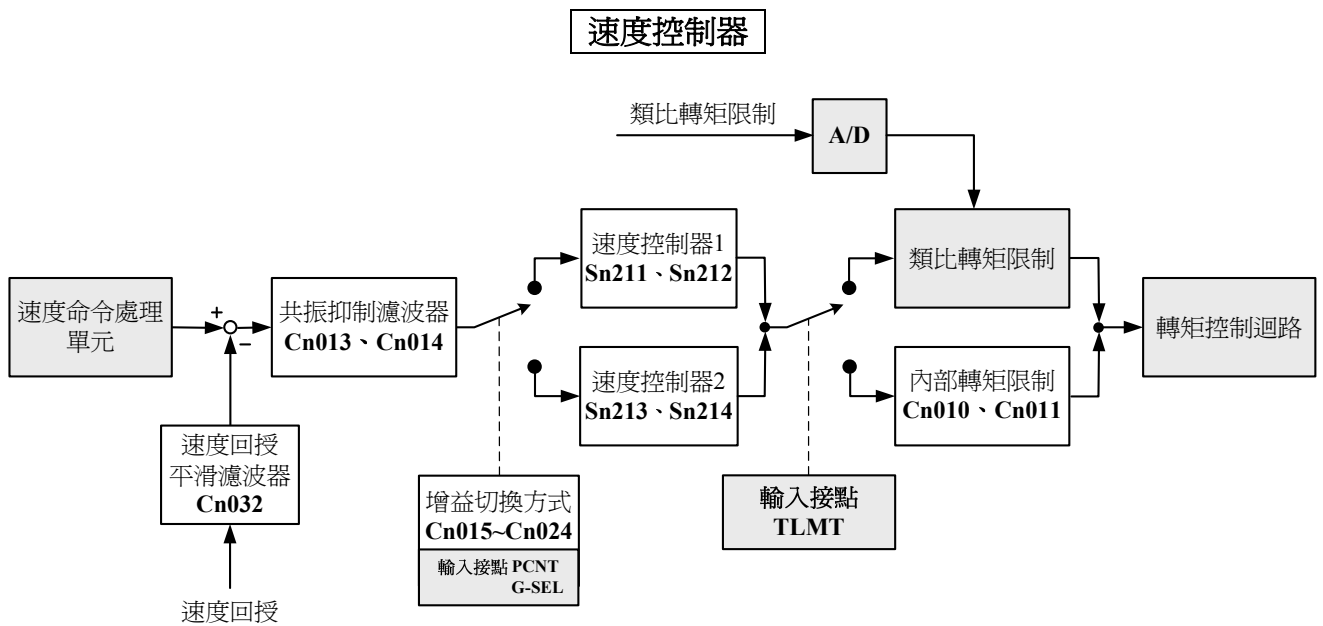 速度控制器
類比轉矩限制
A/D
速度控制器1
Sn211、Sn212
類比轉矩限制
速度命令處理
單元
+
−
共振抑制濾波器
Cn013、Cn014
轉矩控制迴路
速度控制器2
Sn213、Sn214
內部轉矩限制
Cn010、Cn011
速度回授
平滑濾波器
Cn032
增益切換方式
Cn015~Cn024
輸入接點 PCNT
G-SEL
輸入接點
TLMT
速度回授